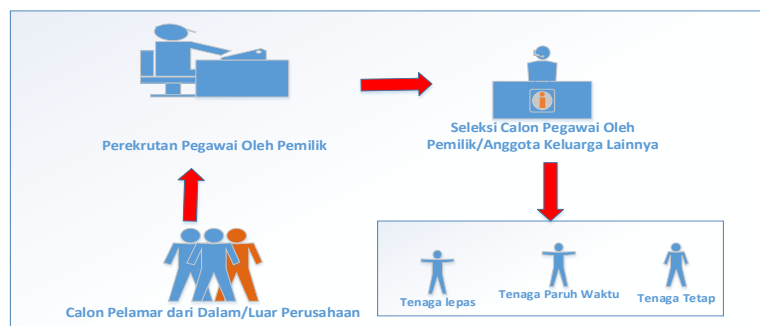 Perekrutan Pegawai Oleh Pemilik
Seleksi Calon Pegawai Oleh
Pemilik/Anggota Keluarga Lainnya
Calon Pelamar dari Dalam/Luar Perusahaan
Tenaga lepas
Tenaga Paruh Waktu
Tenaga Tetap